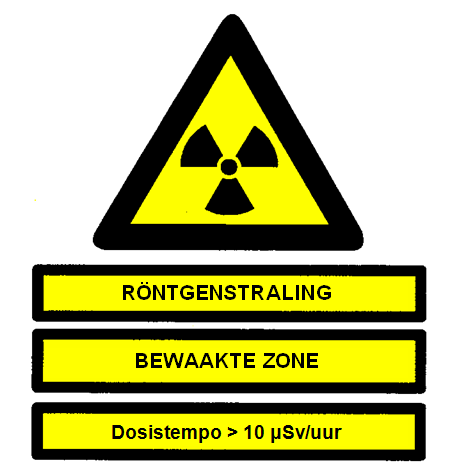 RÖNTGENSTRALING
BEWAAKTE ZONE
Dosistempo > 10 µSv/uur